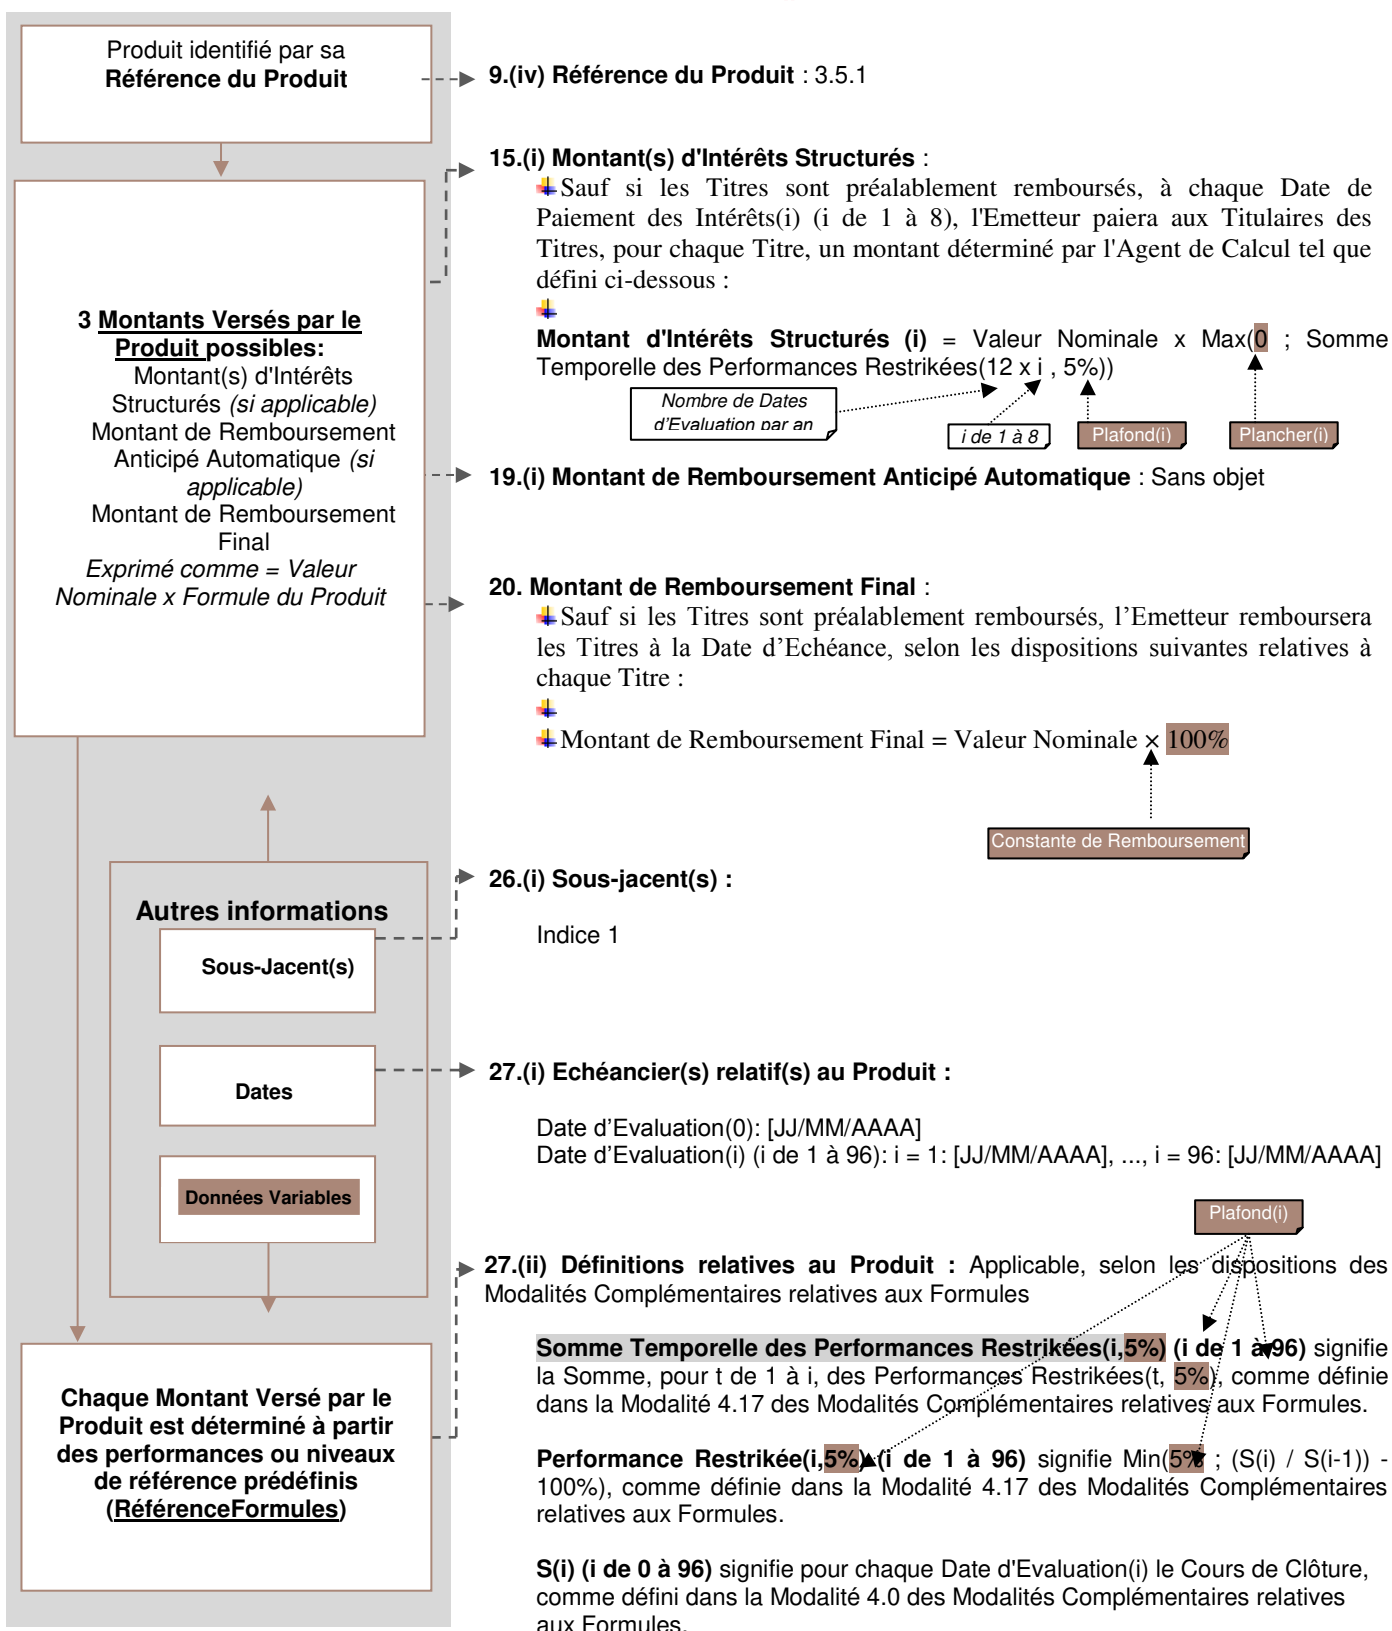 Produit identifié par sa
Référence du Produit
9.(iv) Référence du Produit : 3.5.1
15.(i) Montant(s) d'Intérêts Structurés :
Sauf si les Titres sont préalablement remboursés, à chaque Date de
Paiement des Intérêts(i) (i de 1 à 8), l'Emetteur paiera aux Titulaires des
Titres, pour chaque Titre, un montant déterminé par l'Agent de Calcul tel que
défini ci-dessous :
Montant d'Intérêts Structurés (i) = Valeur Nominale x Max(0 ; Somme
Temporelle des Performances Restrikées(12 x i , 5%))
Nombre de Dates
d'Evaluation par an
i de 1 à 8
Plafond(i)
Plancher(i)
3 Montants Versés par le
Produit possibles:
Montant(s) d'Intérêts
Structurés (si applicable)
Montant de Remboursement
Anticipé Automatique (si
applicable)
Montant de Remboursement
Final
Exprimé comme = Valeur
Nominale x Formule du Produit
19.(i) Montant de Remboursement Anticipé Automatique : Sans objet
20. Montant de Remboursement Final :
Sauf si les Titres sont préalablement remboursés, l’Emetteur remboursera
les Titres à la Date d’Echéance, selon les dispositions suivantes relatives à
chaque Titre :
Montant de Remboursement Final = Valeur Nominale × 100%
Constante de Remboursement
Autres informations
Sous-Jacent(s)
Dates
Données Variables
26.(i) Sous-jacent(s) :
Indice 1
27.(i) Echéancier(s) relatif(s) au Produit :
Date d’Evaluation(0): [JJ/MM/AAAA]
Date d’Evaluation(i) (i de 1 à 96): i = 1: [JJ/MM/AAAA], ..., i = 96: [JJ/MM/AAAA]
Plafond(i)
27.(ii) Définitions relatives au Produit : Applicable, selon les dispositions des
Modalités Complémentaires relatives aux Formules
Somme Temporelle des Performances Restrikées(i,5%) (i de 1 à 96) signifie
la Somme, pour t de 1 à i, des Performances Restrikées(t, 5%), comme définie
dans la Modalité 4.17 des Modalités Complémentaires relatives aux Formules.
Performance Restrikée(i,5%) (i de 1 à 96) signifie Min(5% ; (S(i) / S(i-1)) -
100%), comme définie dans la Modalité 4.17 des Modalités Complémentaires
relatives aux Formules.
S(i) (i de 0 à 96) signifie pour chaque Date d'Evaluation(i) le Cours de Clôture,
comme défini dans la Modalité 4.0 des Modalités Complémentaires relatives
aux Formules.
Chaque Montant Versé par le
Produit est déterminé à partir
des performances ou niveaux
de référence prédéfinis
(RéférenceFormules)